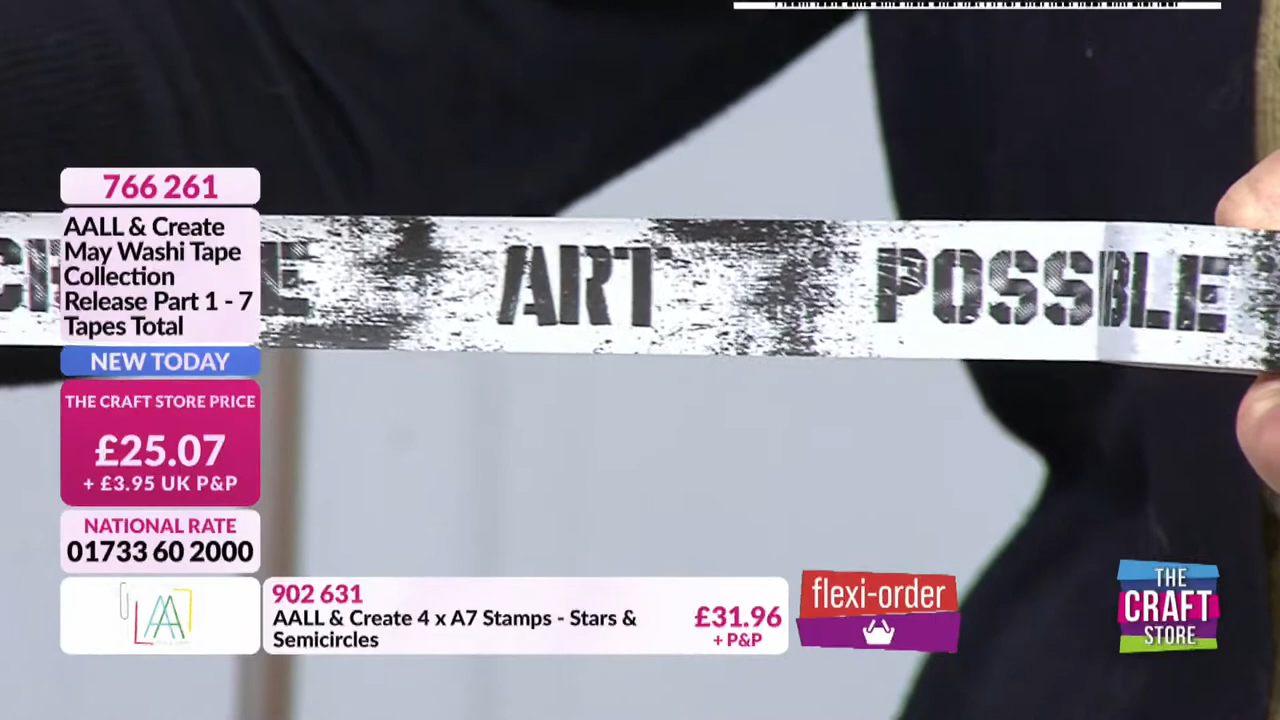 766 261
AALL & Create
May Washi Tape
Collection
Release Part 1 - 7
Tapes Total
ART POSSBLE
NEW TODAY
THE CRAFT STORE PRICE
£25.07
+ £3.95 UK P&P
NATIONAL RATE
01733 60 2000
LAA
902 631
AALL & Create 4 x A7 Stamps - Stars &
Semicircles
£31.96
+ P&P
flexi-order
THE
CRAFT
STORE